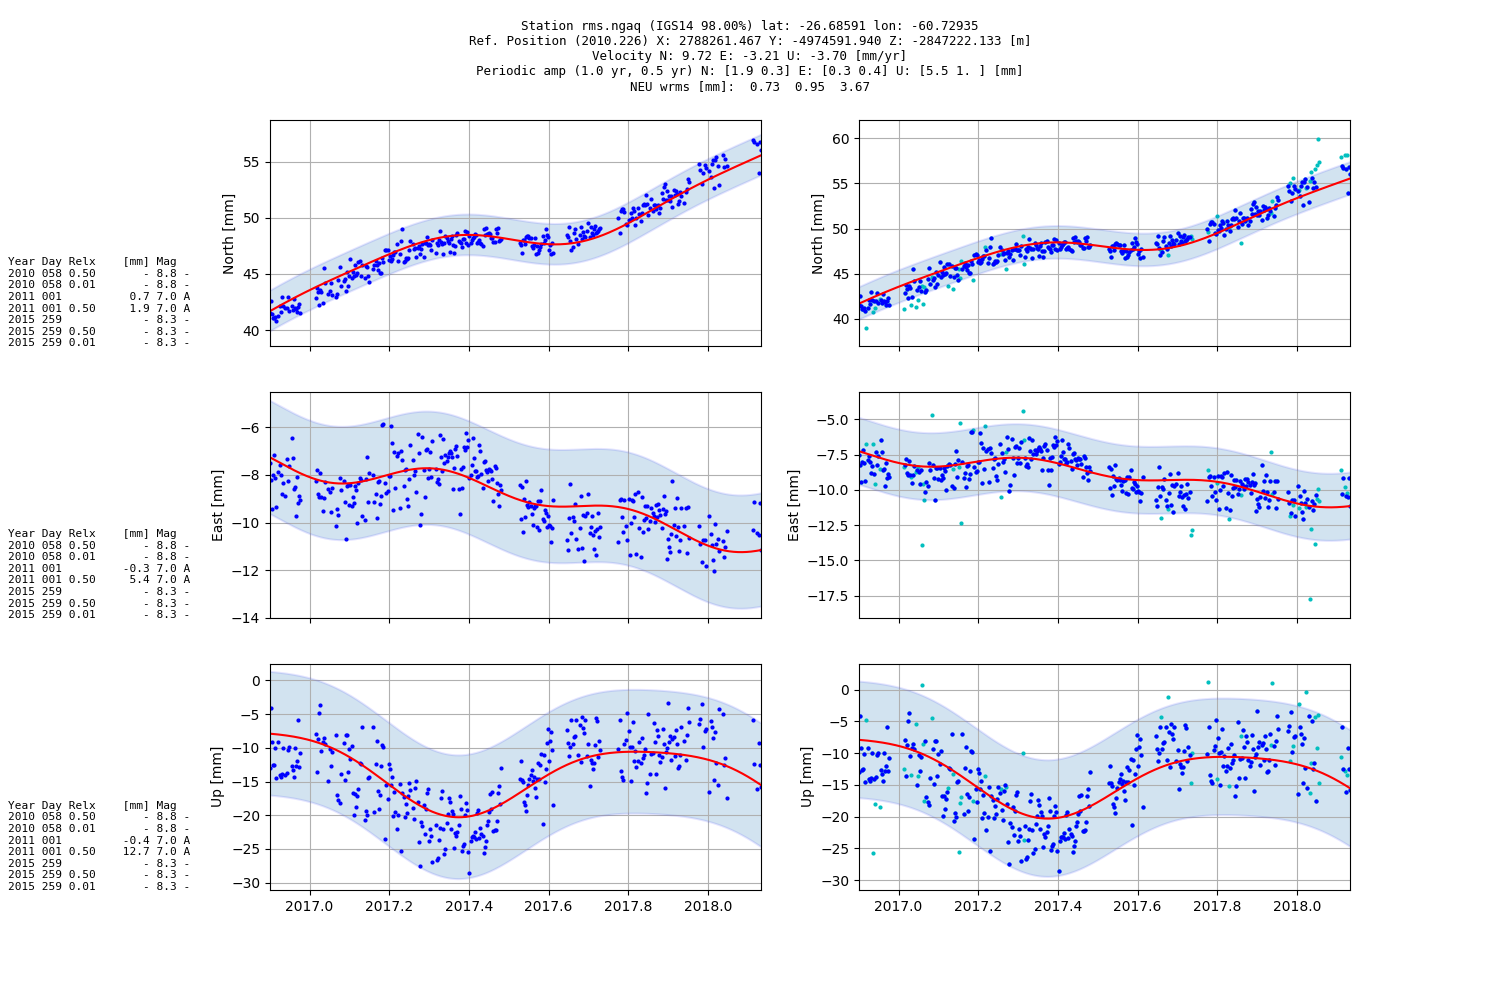 Station rms.ngaq (IGS14 98.00%) lat: -26.68591 lon: -60.72935
Ref. Position (2010.226) X: 2788261.467 Y: -4974591.940 Z: -2847222.133 [m]
Velocity N: 9.72 E: -3.21 U: -3.70 [mm/yr]
Periodic amp (1.0 yr, 0.5 yr) N: [1.9 0.3] E: [0.3 0.4] U: [5.5 1. ] [mm]
NEU wrms [mm]:  0.73  0.95  3.67
Year Day Relx    [mm] Mag
2010 058 0.50       - 8.8 -
2010 058 0.01       - 8.8 -
2011 001          0.7 7.0 A
2011 001 0.50     1.9 7.0 A
2015 259            - 8.3 -
2015 259 0.50       - 8.3 -
2015 259 0.01       - 8.3 -
North [mm]
55
50
45
40
North [mm]
60
55
50
45
40
Year Day Relx    [mm] Mag
2010 058 0.50       - 8.8 -
2010 058 0.01       - 8.8 -
2011 001         -0.3 7.0 A
2011 001 0.50     5.4 7.0 A
2015 259            - 8.3 -
2015 259 0.50       - 8.3 -
2015 259 0.01       - 8.3 -
East [mm]
−6
−8
−10
−12
−14
East [mm]
−5.0
−7.5
−10.0
−12.5
−15.0
−17.5
Year Day Relx    [mm] Mag
2010 058 0.50       - 8.8 -
2010 058 0.01       - 8.8 -
2011 001         -0.4 7.0 A
2011 001 0.50    12.7 7.0 A
2015 259            - 8.3 -
2015 259 0.50       - 8.3 -
2015 259 0.01       - 8.3 -
Up [mm]
0
−5
−10
−15
−20
−25
−30
2017.0 2017.2 2017.4 2017.6 2017.8 2018.0
Up [mm]
0
−5
−10
−15
−20
−25
−30
2017.0 2017.2 2017.4 2017.6 2017.8 2018.0